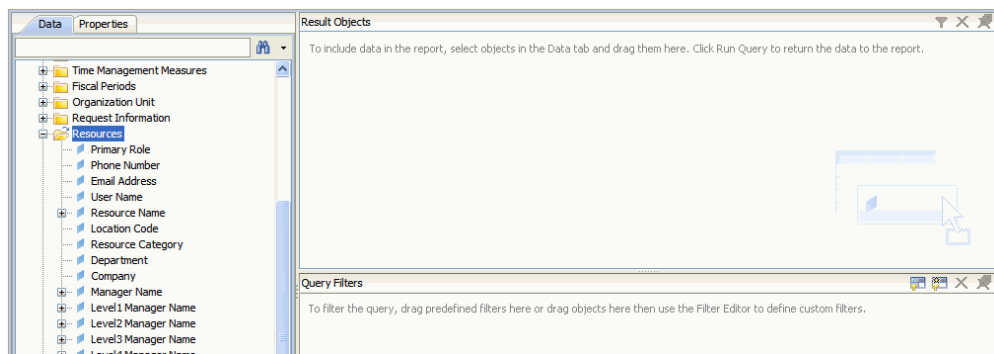 Data Properties
Time Management Measures
Fiscal Periods
Organization Unit
Request Information
Resources
Primary Role
Phone Number
Email Address
User Name
Resource Name
Location Code
Resource Category
Department
Company
Manager Name
Level1 Manager Name
Level2 Manager Name
Level3 Manager Name
Level4 Manager Name
Result Objects
To include data in the report, select objects in the Data tab and drag them here. Click Run Query to return the data to the report.
Query Filters
To filter the query, drag predefined filters here or drag objects here then use the Filter Editor to define custom filters.